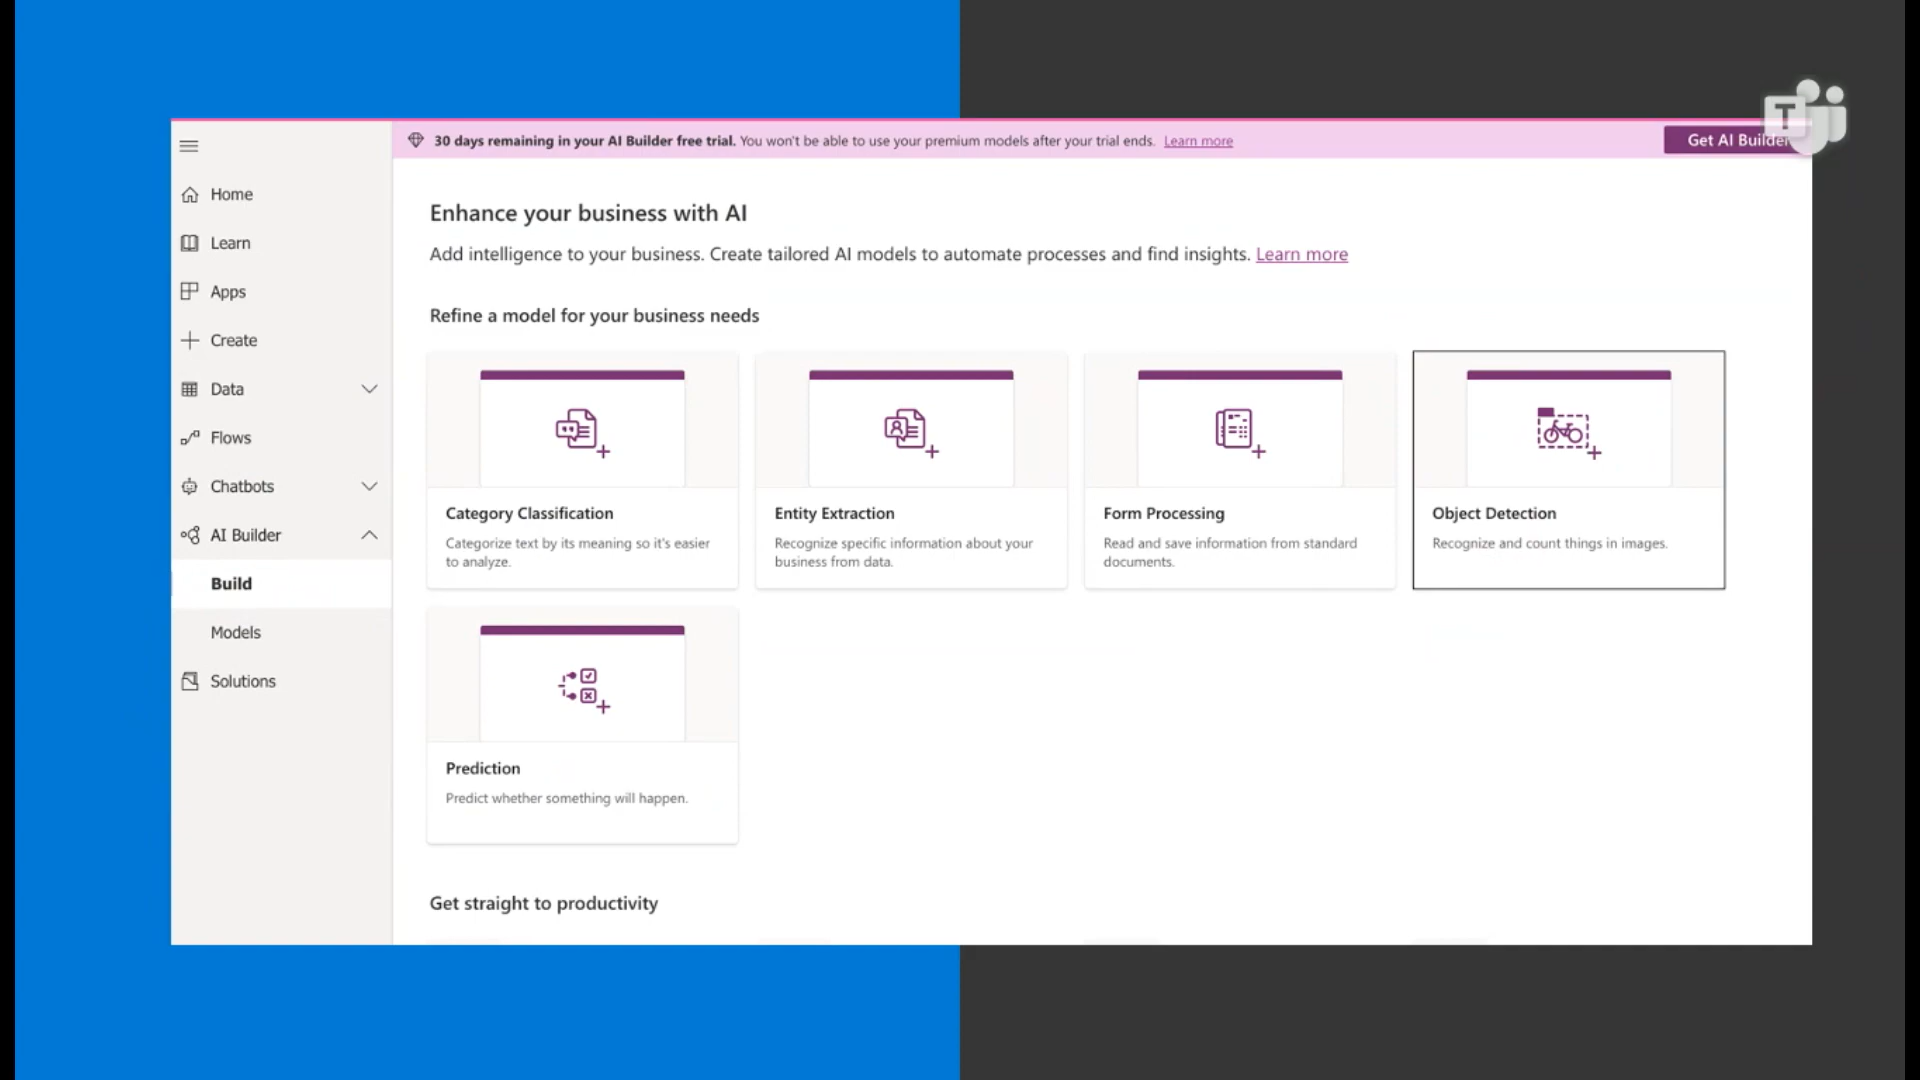 30 days remaining in your AI Builder free trial. You won't be able to use your premium models after your trial ends. Learn more
Get AI Builder
T
Home
Learn
Apps
Create
Data
Flows
Chatbots
AI Builder
Build
Models
Solutions
Enhance your business with AI
Add intelligence to your business. Create tailored AI models to automate processes and find insights. Learn more
Refine a model for your business needs
Category Classification
Categorize text by its meaning so it's easier
to analyze.
Entity Extraction
Recognize specific information about your
business from data.
Form Processing
Read and save information from standard
documents.
Object Detection
Recognize and count things in images.
Prediction
Predict whether something will happen.
Get straight to productivity